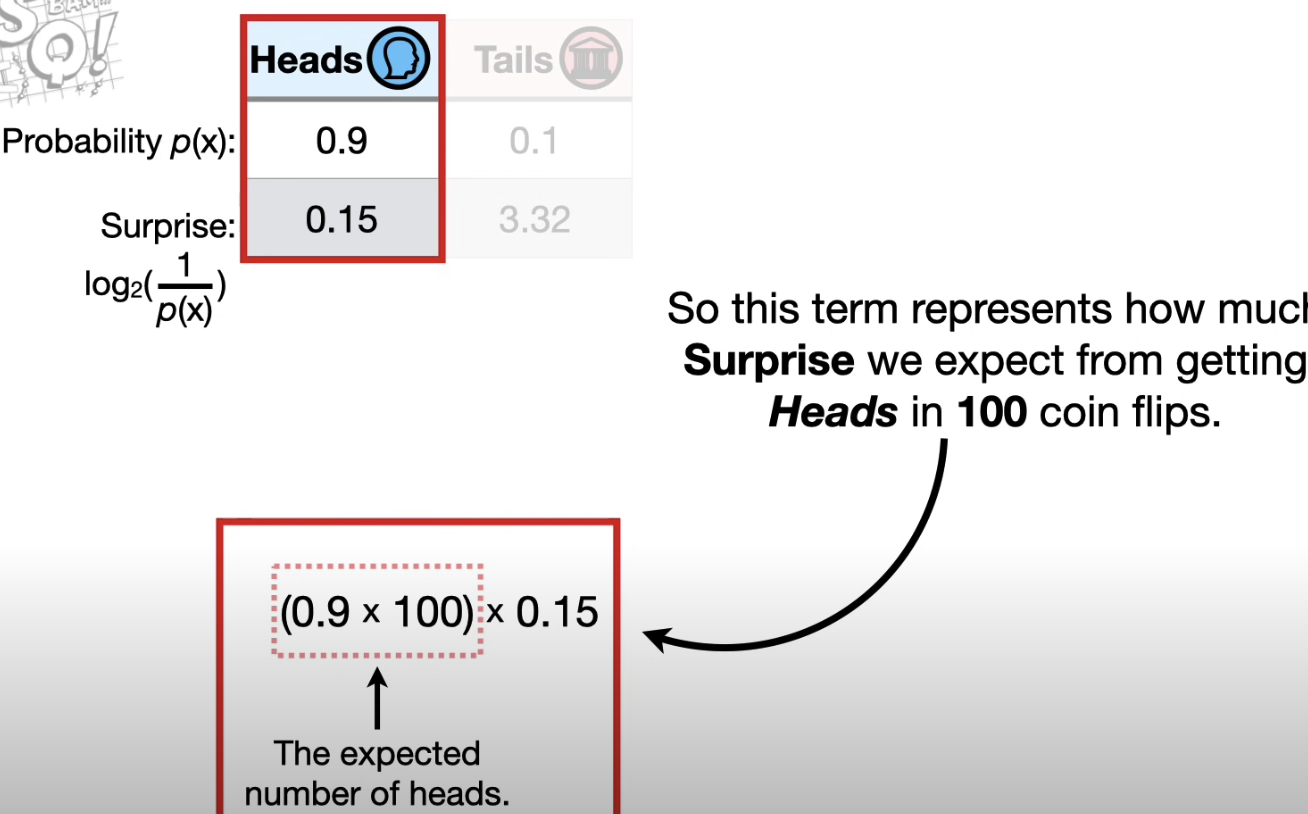 BAM!!!
S
Q!
Heads Tails
Probability p(x): 0.9 0.1
Surprise: 0.15 3.32
log₂(1/p(x))
So this term represents how much
Surprise we expect from getting
Heads in 100 coin flips.
(0.9 x 100) x 0.15
The expected
number of heads.